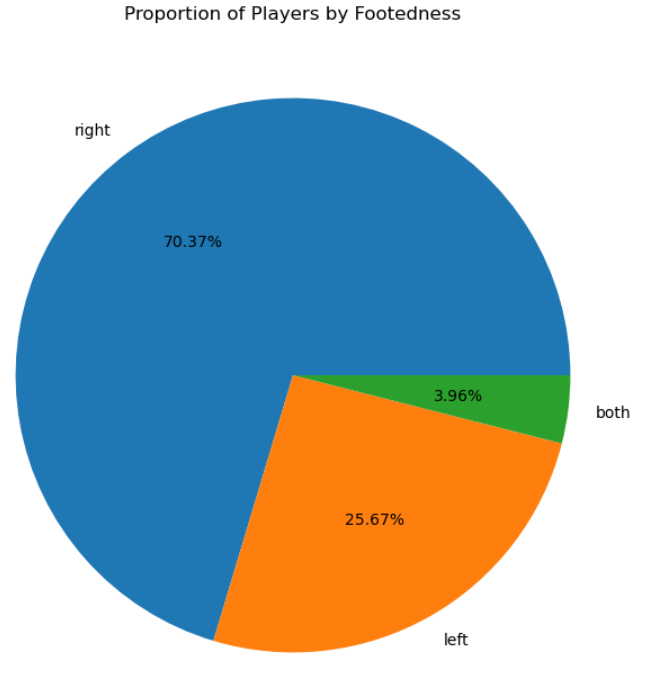 Proportion of Players by Footedness
right
70.37%
3.96%
both
25.67%
left